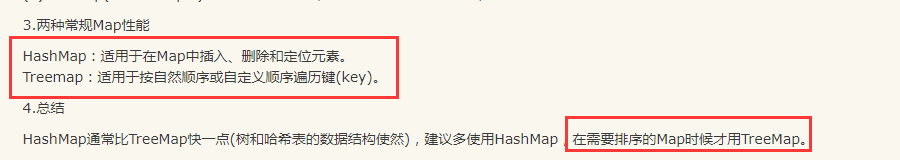 3.两种常规Map性能
HashMap：适用于在Map中插入、删除和定位元素。
Treemap：适用于按自然顺序或自定义顺序遍历键(key)。
4.总结
HashMap通常比TreeMap快一点(树和哈希表的数据结构使然)，建议多使用HashMap，在需要排序的Map时候才用TreeMap。